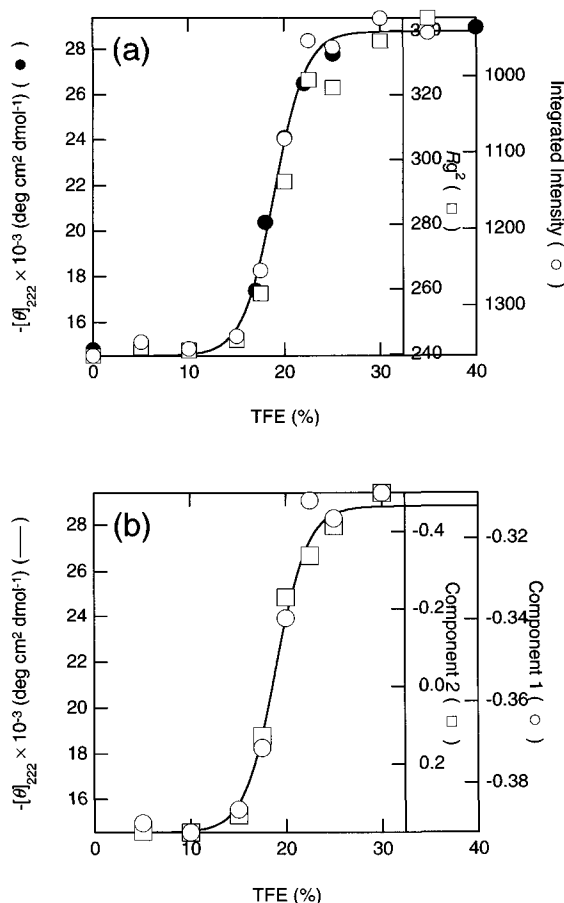 (a)
28
26
24
22
20
18
16
-[θ]222 × 10-3 (deg cm2 dmol-1) ( ● )
320
300
280
260
240
Rg2 ( □ )
1000
1100
1200
1300
Integrated Intensity ( ○ )
0 10 20 30 40
TFE (%)
(b)
28
26
24
22
20
18
16
-[θ]222 × 10-3 (deg cm2 dmol-1) ( — )
-0.4
-0.2
0.0
0.2
Component 2 ( □ )
-0.32
-0.34
-0.36
-0.38
Component 1 ( ○ )
0 10 20 30 40
TFE (%)